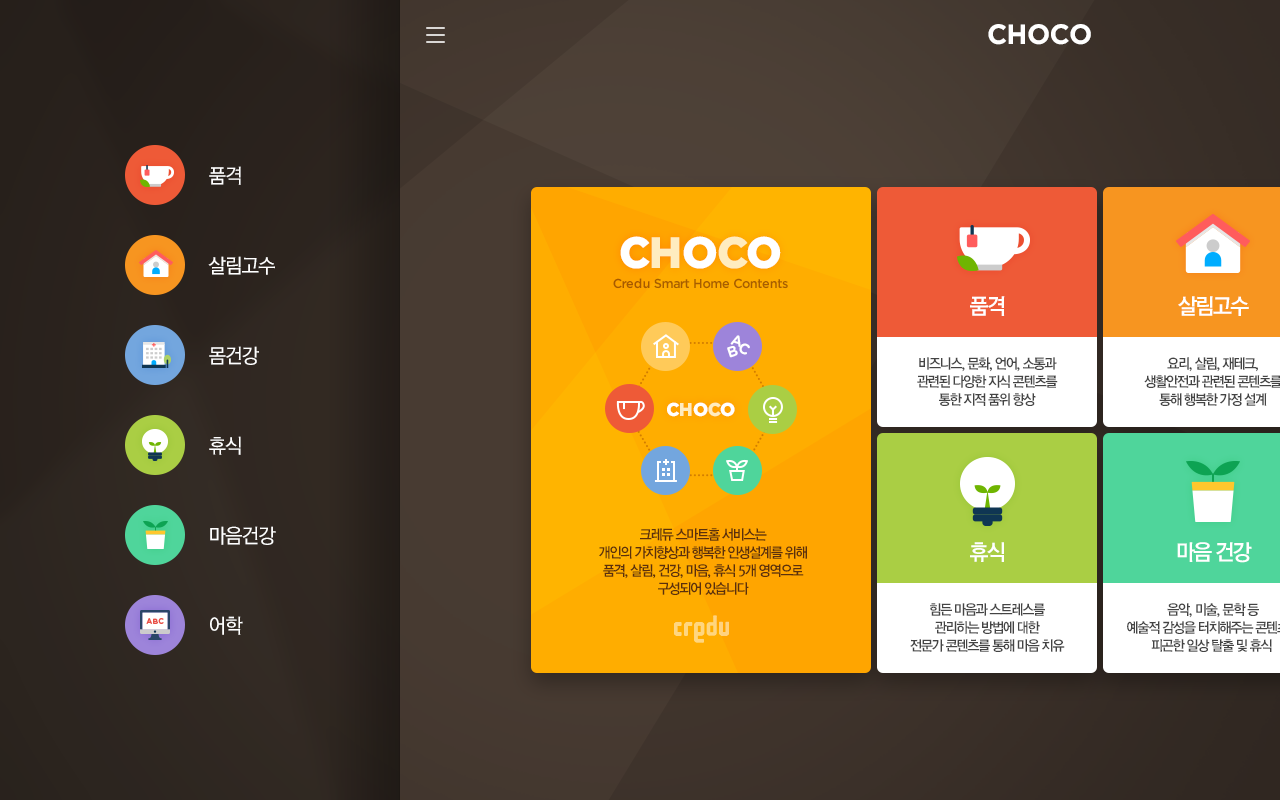 품격
살림고수
몸건강
휴식
마음건강
ABC
어학
CHOCO
CHOCO
Credu Smart Home Contents
ABC
CHOCO
크레듀 스마트홈 서비스는
개인의 가치향상과 행복한 인생설계를 위해
품격, 살림, 건강, 마음, 휴식 5개 영역으로
구성되어 있습니다
credu
품격
비즈니스, 문화, 언어, 소통과
관련된 다양한 지식 콘텐츠를
통한 지적 품위 향상
살림고수
요리, 살림, 재테크,
생활안전과 관련된 콘텐츠를
통해 행복한 가정 설계
휴식
힘든 마음과 스트레스를
관리하는 방법에 대한
전문가 콘텐츠를 통해 마음 치유
마음 건강
음악, 미술, 문학 등
예술적 감성을 터치해주는
피곤한 일상 탈출 및 휴식